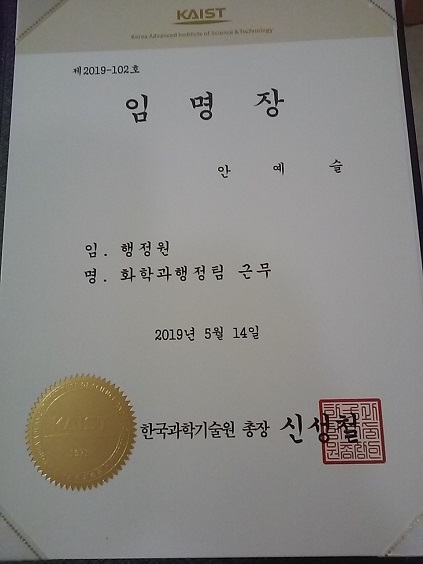 KAIST
Korea Advanced Institute of Science & Technology
제2019-102호
임 명 장
안 예 슬
임. 행정원
명. 화학과행정팀 근무
2019년 5월 14일
한국과학기술원 총장 신성철
KAIST
1971